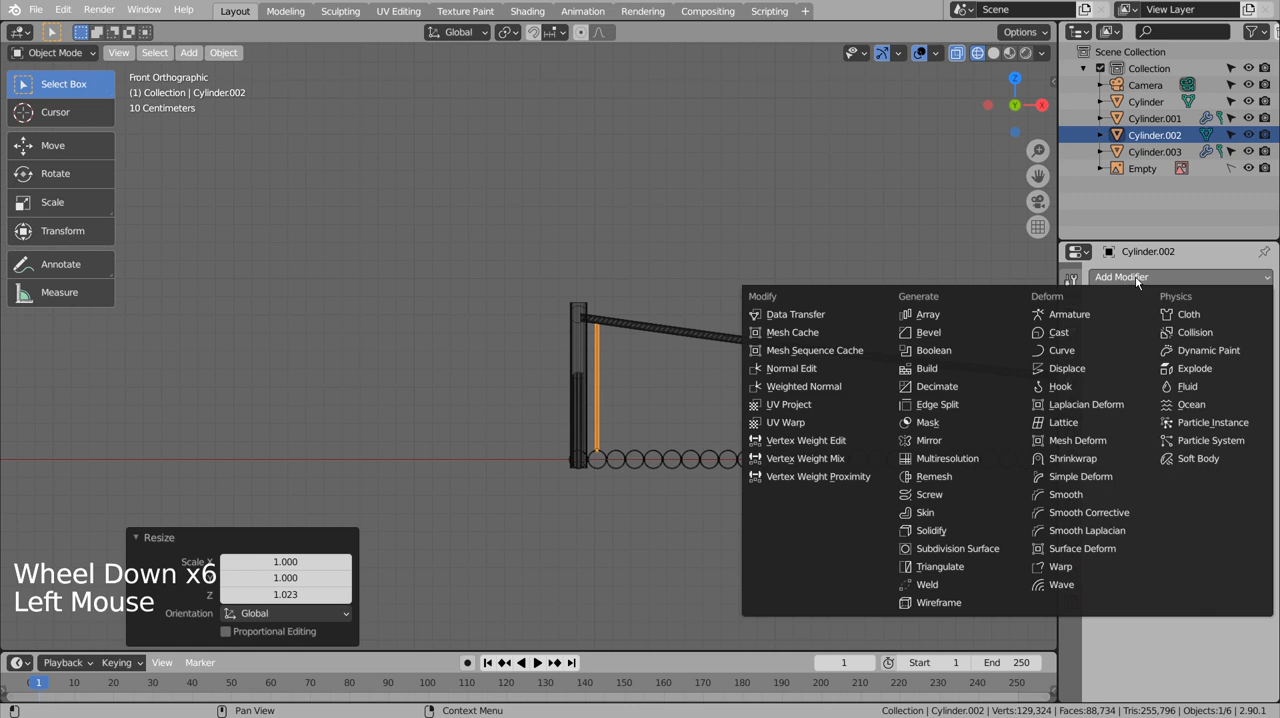 File Edit Render Window Help
Layout Modeling Sculpting UV Editing Texture Paint Shading Animation Rendering Compositing Scripting
Scene View Layer
Global Options
Object Mode View Select Add Object
Front Orthographic
(1) Collection | Cylinder.002
10 Centimeters
Select Box
Cursor
Move
Rotate
Scale
Transform
Annotate
Measure
Z
Y
X
Scene Collection
Collection
Camera
Cylinder
Cylinder.001
Cylinder.002
Cylinder.003
Empty
Cylinder.002
Add Modifier
Modify Generate Deform Physics
Data Transfer Array Armature Cloth
Mesh Cache Bevel Cast Collision
Mesh Sequence Cache Boolean Curve Dynamic Paint
Normal Edit Build Displace Explode
Weighted Normal Decimate Hook Fluid
UV Project Edge Split Laplacian Deform Ocean
UV Warp Mask Lattice Particle Instance
Vertex Weight Edit Mirror Mesh Deform Particle System
Vertex Weight Mix Multiresolution Shrinkwrap Soft Body
Vertex Weight Proximity Remesh Simple Deform
Screw Smooth
Skin Smooth Corrective
Solidify Smooth Laplacian
Subdivision Surface Surface Deform
Triangulate Warp
Weld Wave
Wireframe
Resize
Scale X 1.000
1.000
Z 1.023
Orientation Global
Proportional Editing
Wheel Down x6
Left Mouse
Playback Keying View Marker 1 Start 1 End 250
1 10 20 30 40 50 60 70 80 90 100 110 120 130 140 150 160 170 180 190 200 210 220 230 240 250
Pan View Context Menu Collection | Cylinder.002 | Verts:129,324 | Faces:88,734 | Tris:255,796 | Objects:1/6 | 2.90.1